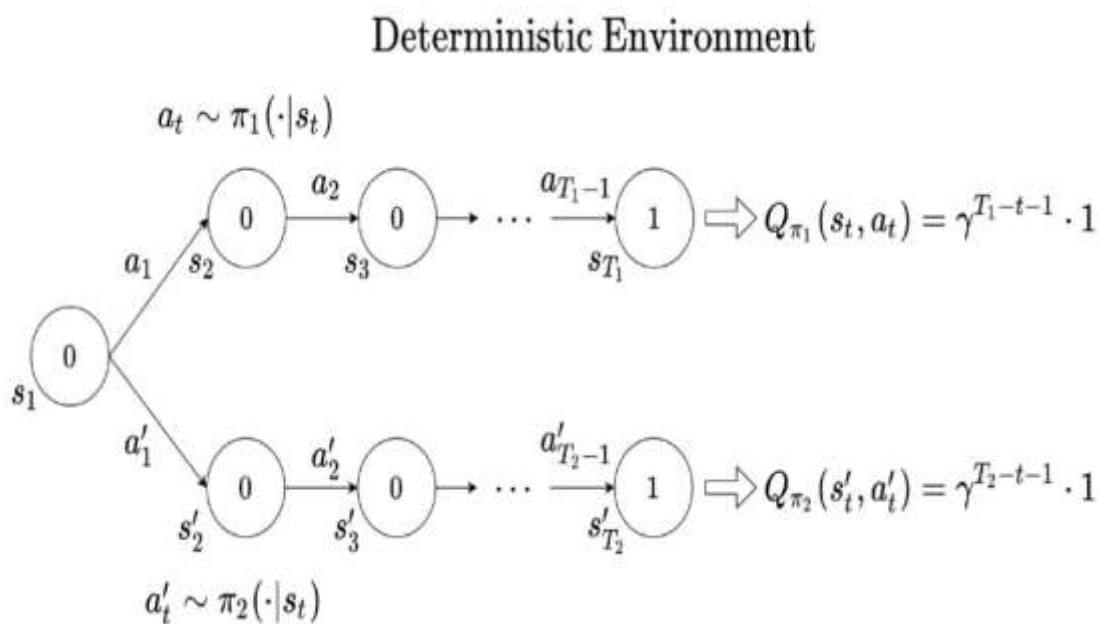 Deterministic Environment
a_t ∼ π_1(·|s_t)
0 a_2 0 ⋯ a_{T_1−1} 1 ⇨ Q_{π_1}(s_t, a_t) = γ^{T_1−t−1} · 1
a_1 s_2 s_3 s_{T_1}
0
s_1
a′_1 a′_2 a′_{T_2−1}
0 0 ⋯ 1 ⇨ Q_{π_2}(s′_t, a′_t) = γ^{T_2−t−1} · 1
s′_2 s′_3 s′_{T_2}
a′_t ∼ π_2(·|s_t)